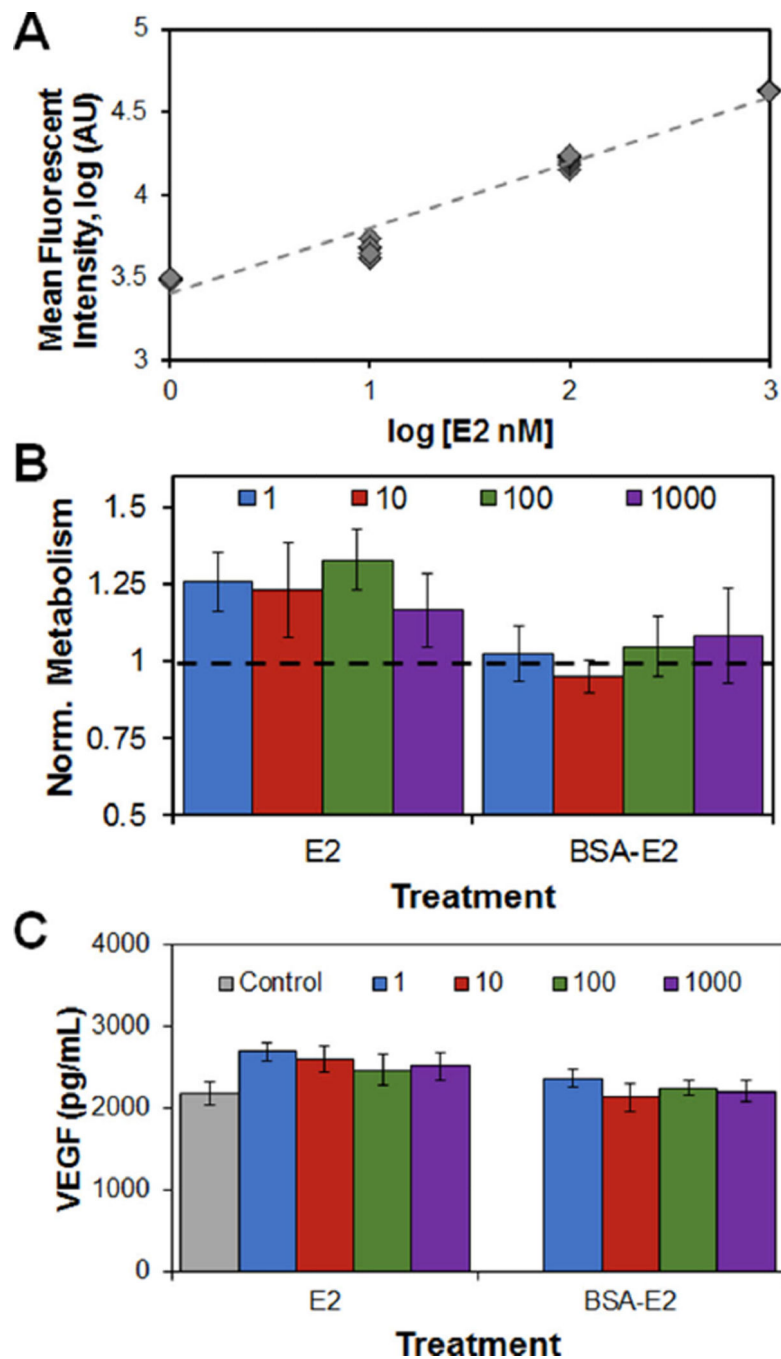 A
5
4.5
4
3.5
3
0 1 2 3
Mean Fluorescent
Intensity, log (AU)
log [E2 nM]
B
1 10 100 1000
1.5
1.25
1
0.75
0.5
Norm. Metabolism
E2 BSA-E2
Treatment
C
4000
Control 1 10 100 1000
3000
2000
1000
0
VEGF (pg/mL)
E2 BSA-E2
Treatment